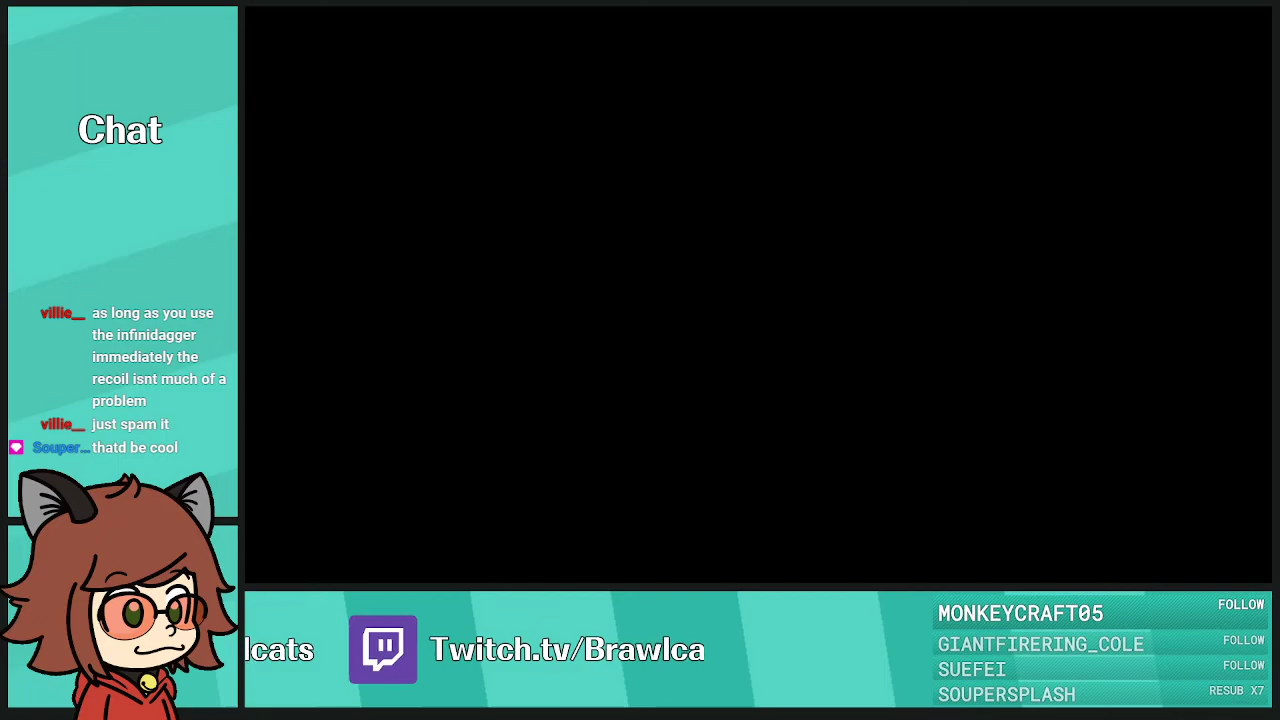 Chat
villie__ as long as you use
the infinidagger
immediately the
recoil isnt much of a
problem
villie__ just spam it
Souper... thatd be cool
lcats
Twitch.tv/Brawlca
MONKEYCRAFT05 FOLLOW
GIANTFIRERING_COLE FOLLOW
SUEFEI FOLLOW
SOUPERSPLASH RESUB X7